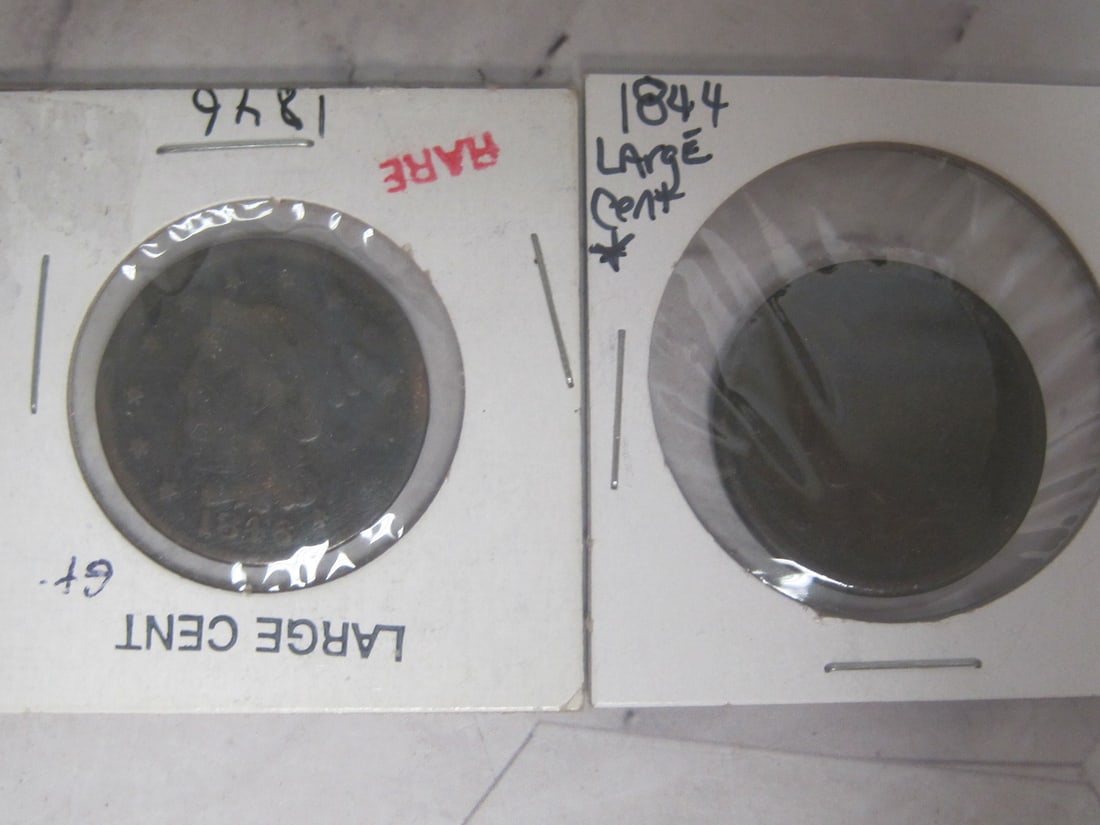 1846
RARE
1846
G+
LARGE CENT
1844
LArgE
Cent
*